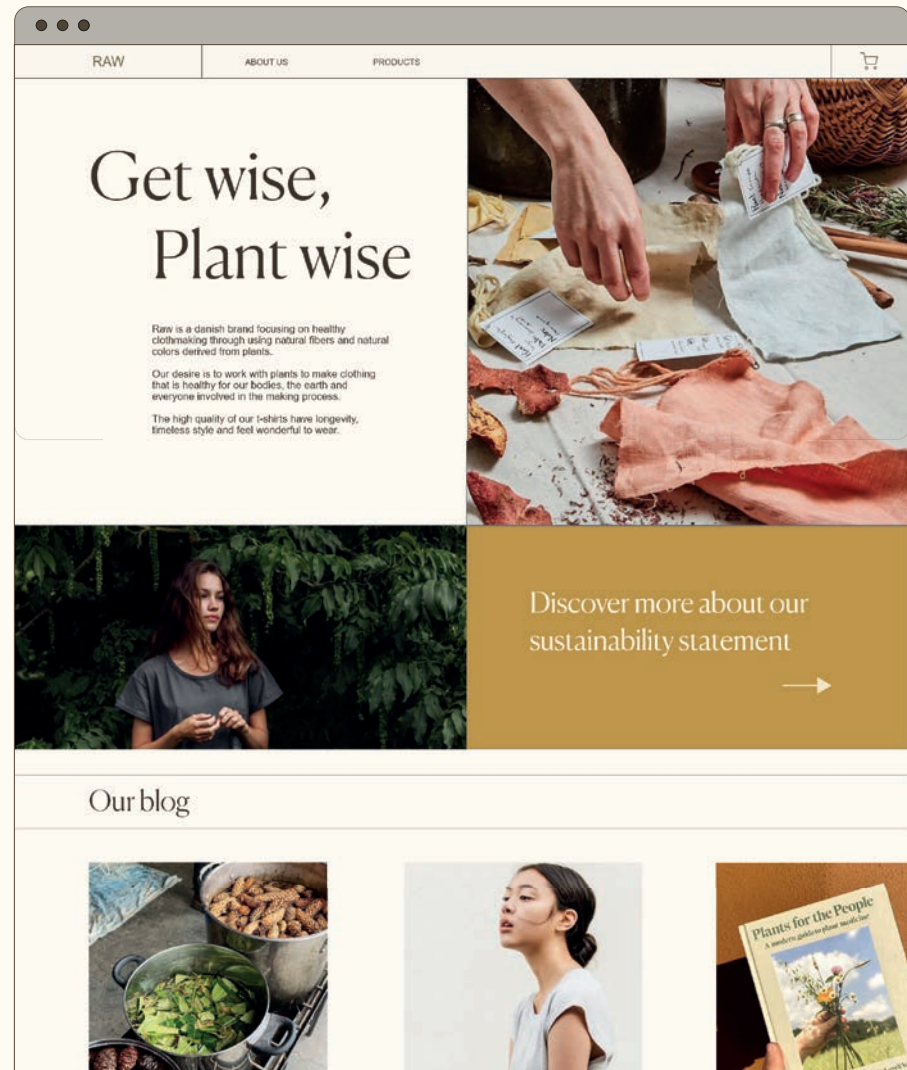 RAW
ABOUT US
PRODUCTS
Get wise,
Plant wise
Raw is a danish brand focusing on healthy
clothmaking through using natural fibers and natural
colors derived from plants.
Our desire is to work with plants to make clothing
that is healthy for our bodies, the earth and
everyone involved in the making process.
The high quality of our t-shirts have longevity,
timeless style and feel wonderful to wear.
Discover more about our
sustainability statement
Our blog
Plants for the People
A modern guide to plant medicine